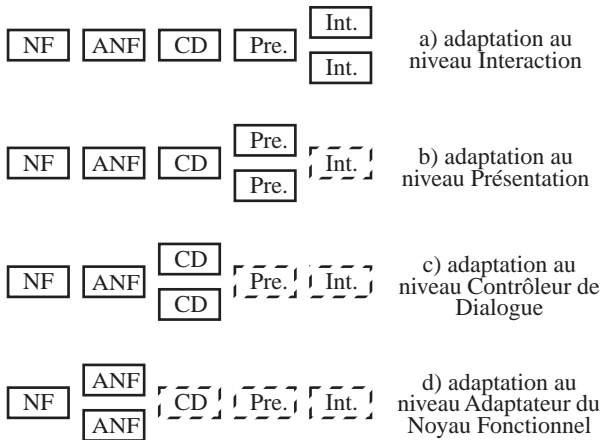 NF ANF CD Pre. Int.
Int.
a) adaptation au
niveau Interaction
NF ANF CD Pre. Int.
Pre.
b) adaptation au
niveau Présentation
NF ANF CD Pre. Int.
CD
c) adaptation au
niveau Contrôleur de
Dialogue
NF ANF CD Pre. Int.
ANF
d) adaptation au
niveau Adaptateur du
Noyau Fonctionnel